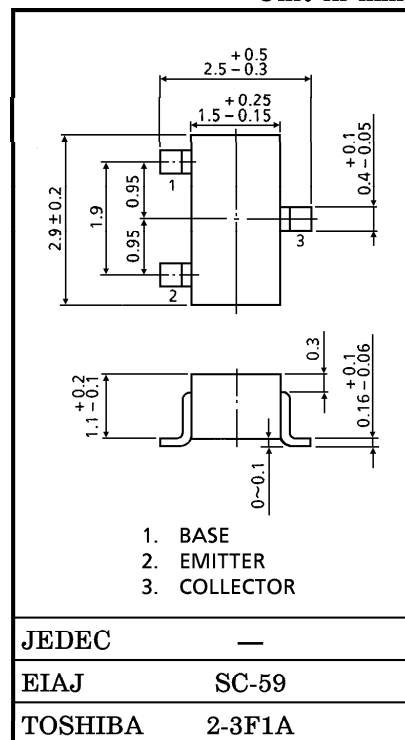 +0.5
2.5 −0.3
+0.25
1.5 −0.15
2.9 ± 0.2
1.9
0.95
0.95
1
2
3
+0.1
0.4 −0.05
+0.2
1.1 −0.1
0.3
+0.1
0.16 −0.06
0~0.1
1. BASE
2. EMITTER
3. COLLECTOR
JEDEC —
EIAJ SC-59
TOSHIBA 2-3F1A